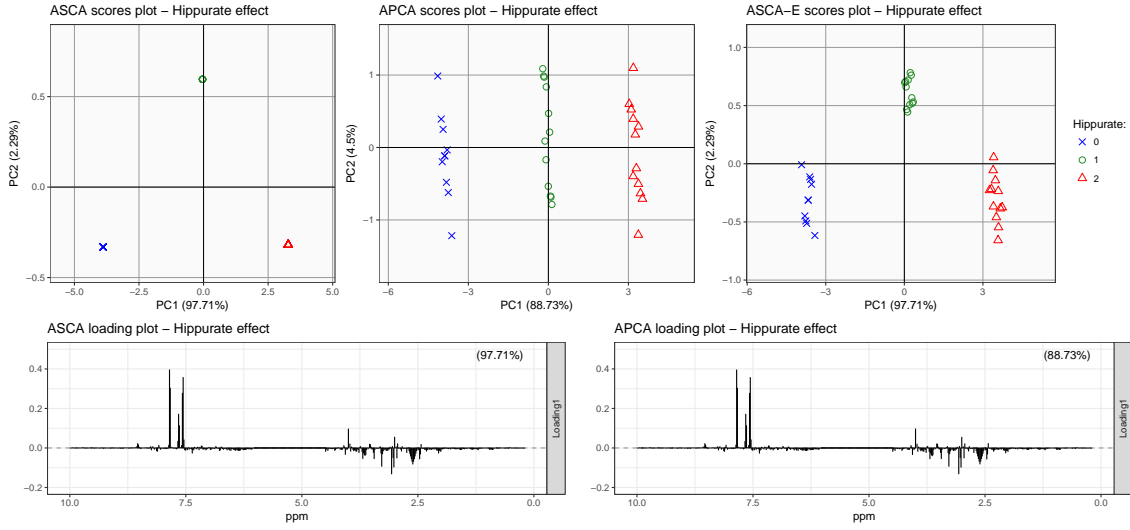 ASCA scores plot − Hippurate effect
PC2 (2.29%)
0.5
0.0
−0.5
−5.0 −2.5 0.0 2.5 5.0
PC1 (97.71%)
APCA scores plot − Hippurate effect
PC2 (4.5%)
1
0
−1
−6 −3 0 3
PC1 (88.73%)
ASCA−E scores plot − Hippurate effect
PC2 (2.29%)
1.0
0.5
0.0
−0.5
−1.0
−6 −3 0 3
PC1 (97.71%)
Hippurate:
0
1
2
ASCA loading plot − Hippurate effect
(97.71%)
0.4
0.2
0.0
−0.2
Loading1
10.0 7.5 5.0 2.5 0.0
ppm
APCA loading plot − Hippurate effect
(88.73%)
0.4
0.2
0.0
−0.2
Loading1
10.0 7.5 5.0 2.5 0.0
ppm